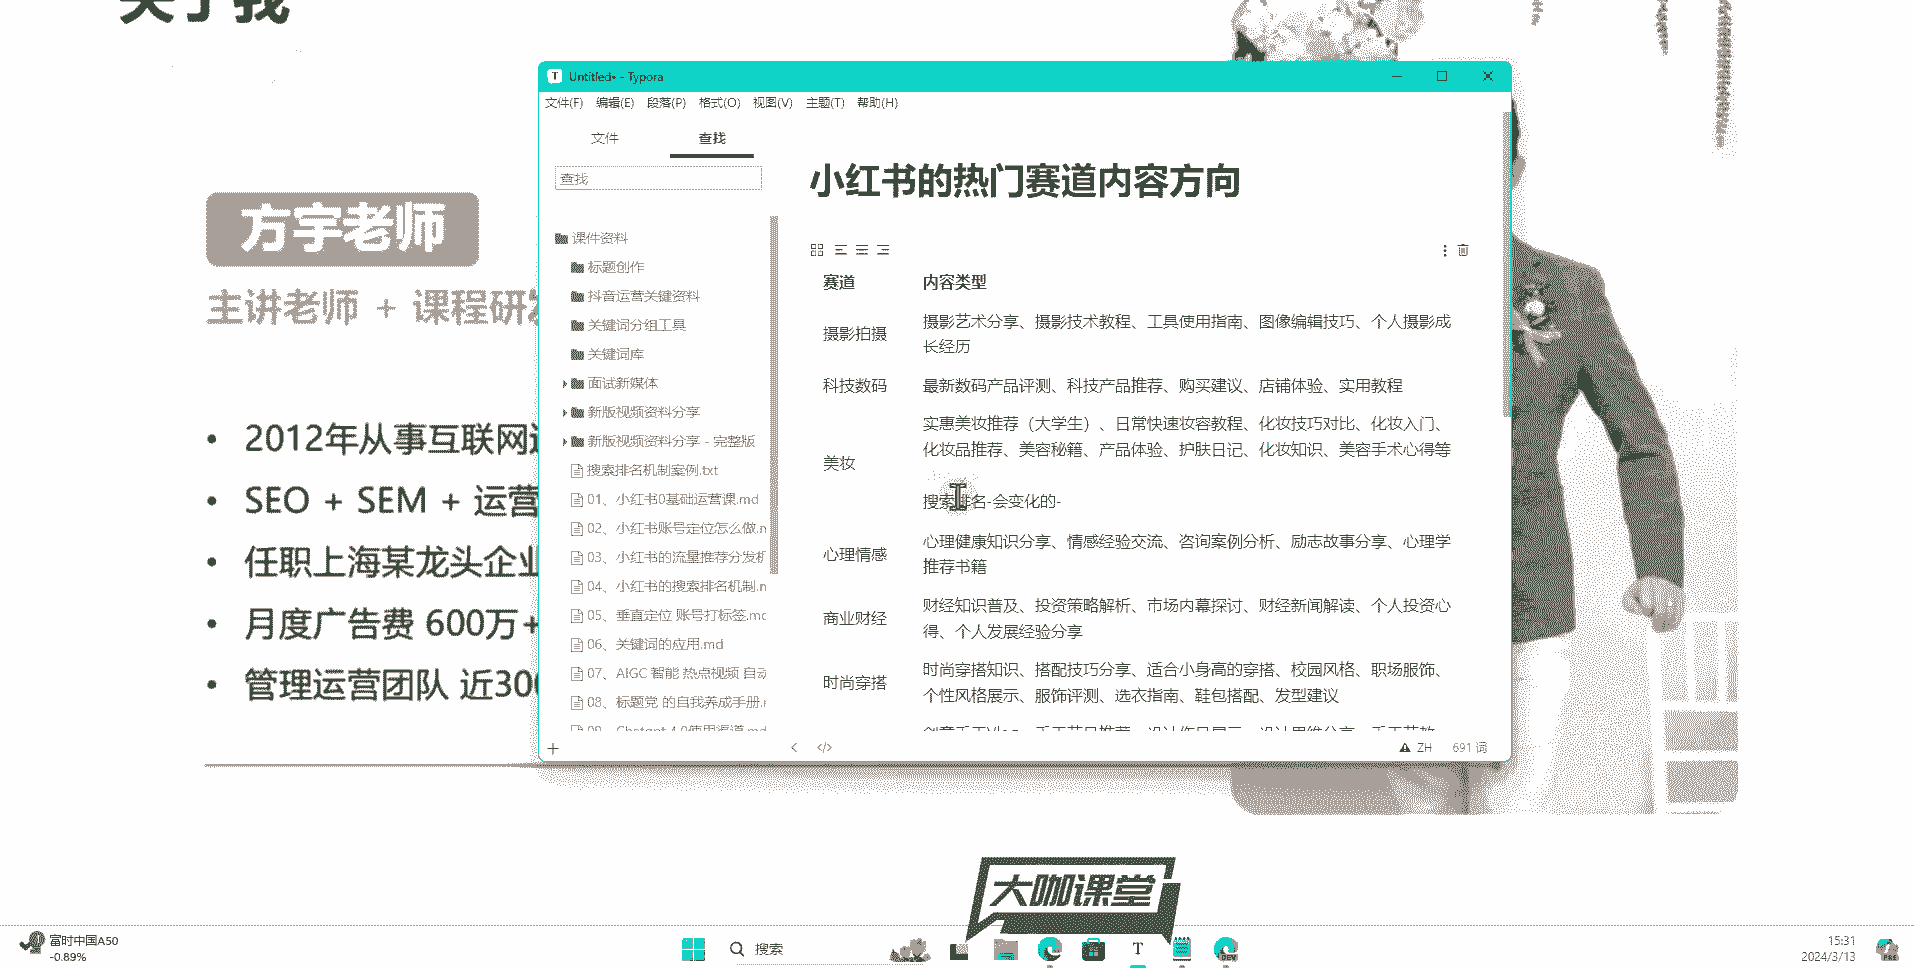 关于我
方宇老师
主讲老师 + 课程研发
• 2012年从事互联网
• SEO + SEM + 运营
• 任职上海某龙头企业
• 月度广告费 600万+
• 管理运营团队 近300
Untitled• - Typora
文件(F) 编辑(E) 段落(P) 格式(O) 视图(V) 主题(T) 帮助(H)
文件 查找
查找
课件资料
标题创作
抖音运营关键资料
关键词分组工具
关键词库
面试新媒体
新版视频资料分享
新版视频资料分享 - 完整版
搜索排名机制案例.txt
01、小红书0基础运营课.md
02、小红书账号定位怎么做.m
03、小红书的流量推荐分发机
04、小红书的搜索排名机制.m
05、垂直定位 账号打标签.md
06、关键词的应用.md
07、AIGC 智能 热点视频 自动
08、标题党 的自我养成手册.m
09、Chatgpt 4.0使用渠道.md
小红书的热门赛道内容方向
赛道 内容类型
摄影拍摄 摄影艺术分享、摄影技术教程、工具使用指南、图像编辑技巧、个人摄影成
长经历
科技数码 最新数码产品评测、科技产品推荐、购买建议、店铺体验、实用教程
美妆 实惠美妆推荐（大学生）、日常快速妆容教程、化妆技巧对比、化妆入门、
化妆品推荐、美容秘籍、产品体验、护肤日记、化妆知识、美容手术心得等
搜索排名-会变化的-
心理情感 心理健康知识分享、情感经验交流、咨询案例分析、励志故事分享、心理学
推荐书籍
商业财经 财经知识普及、投资策略解析、市场内幕探讨、财经新闻解读、个人投资心
得、个人发展经验分享
时尚穿搭 时尚穿搭知识、搭配技巧分享、适合小身高的穿搭、校园风格、职场服饰、
个性风格展示、服饰评测、选衣指南、鞋包搭配、发型建议
ZH 691 词
大咖课堂
富时中国A50
-0.89%
搜索
15:31
2024/3/13